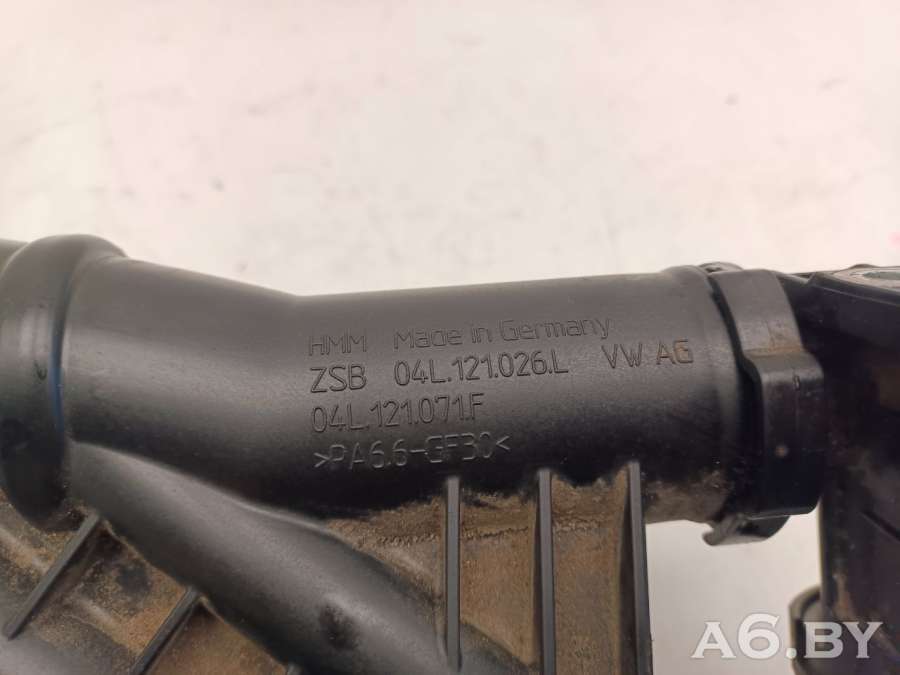 HMM Made in Germany
ZSB 04L.121.026.L VW AG
04L.121.071.F
>PA6.6-GF30<
A6.BY